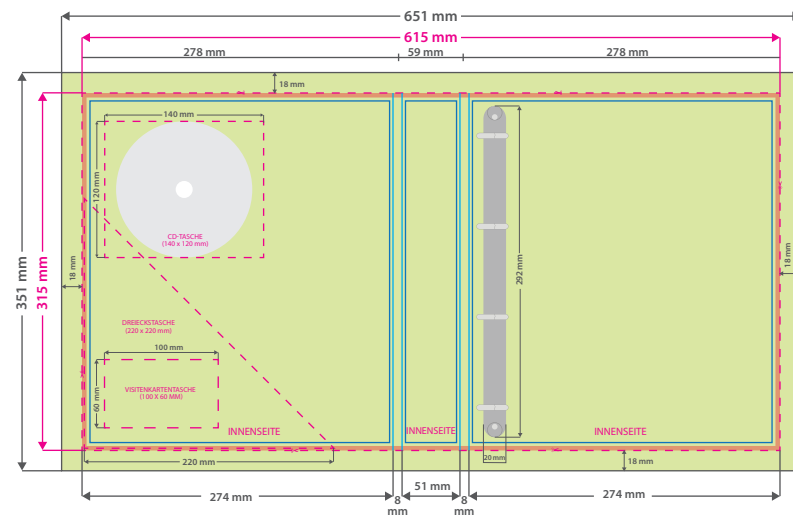 651 mm
615 mm
278 mm
59 mm
278 mm
18 mm
140 mm
120 mm
CD-TASCHE
(140 x 120 mm)
351 mm
315 mm
18 mm
292 mm
18 mm
DREIECKSTASCHE
(220 x 220 mm)
100 mm
60 mm
VISITENKARTENTASCHE
(100 X 60 MM)
INNENSEITE
INNENSEITE
INNENSEITE
220 mm
20 mm
18 mm
274 mm
8
mm
51 mm
8
mm
274 mm